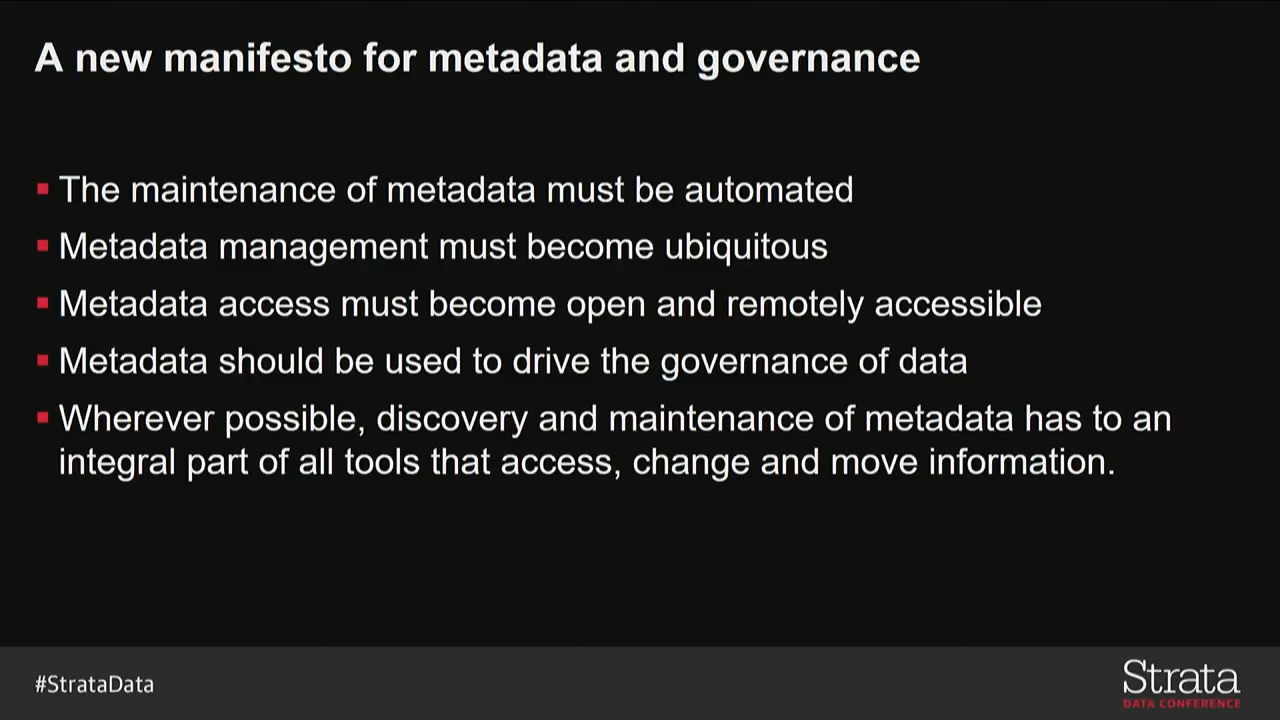 A new manifesto for metadata and governance
The maintenance of metadata must be automated
Metadata management must become ubiquitous
Metadata access must become open and remotely accessible
Metadata should be used to drive the governance of data
Wherever possible, discovery and maintenance of metadata has to an
integral part of all tools that access, change and move information.
#StrataData
Strata
DATA CONFERENCE